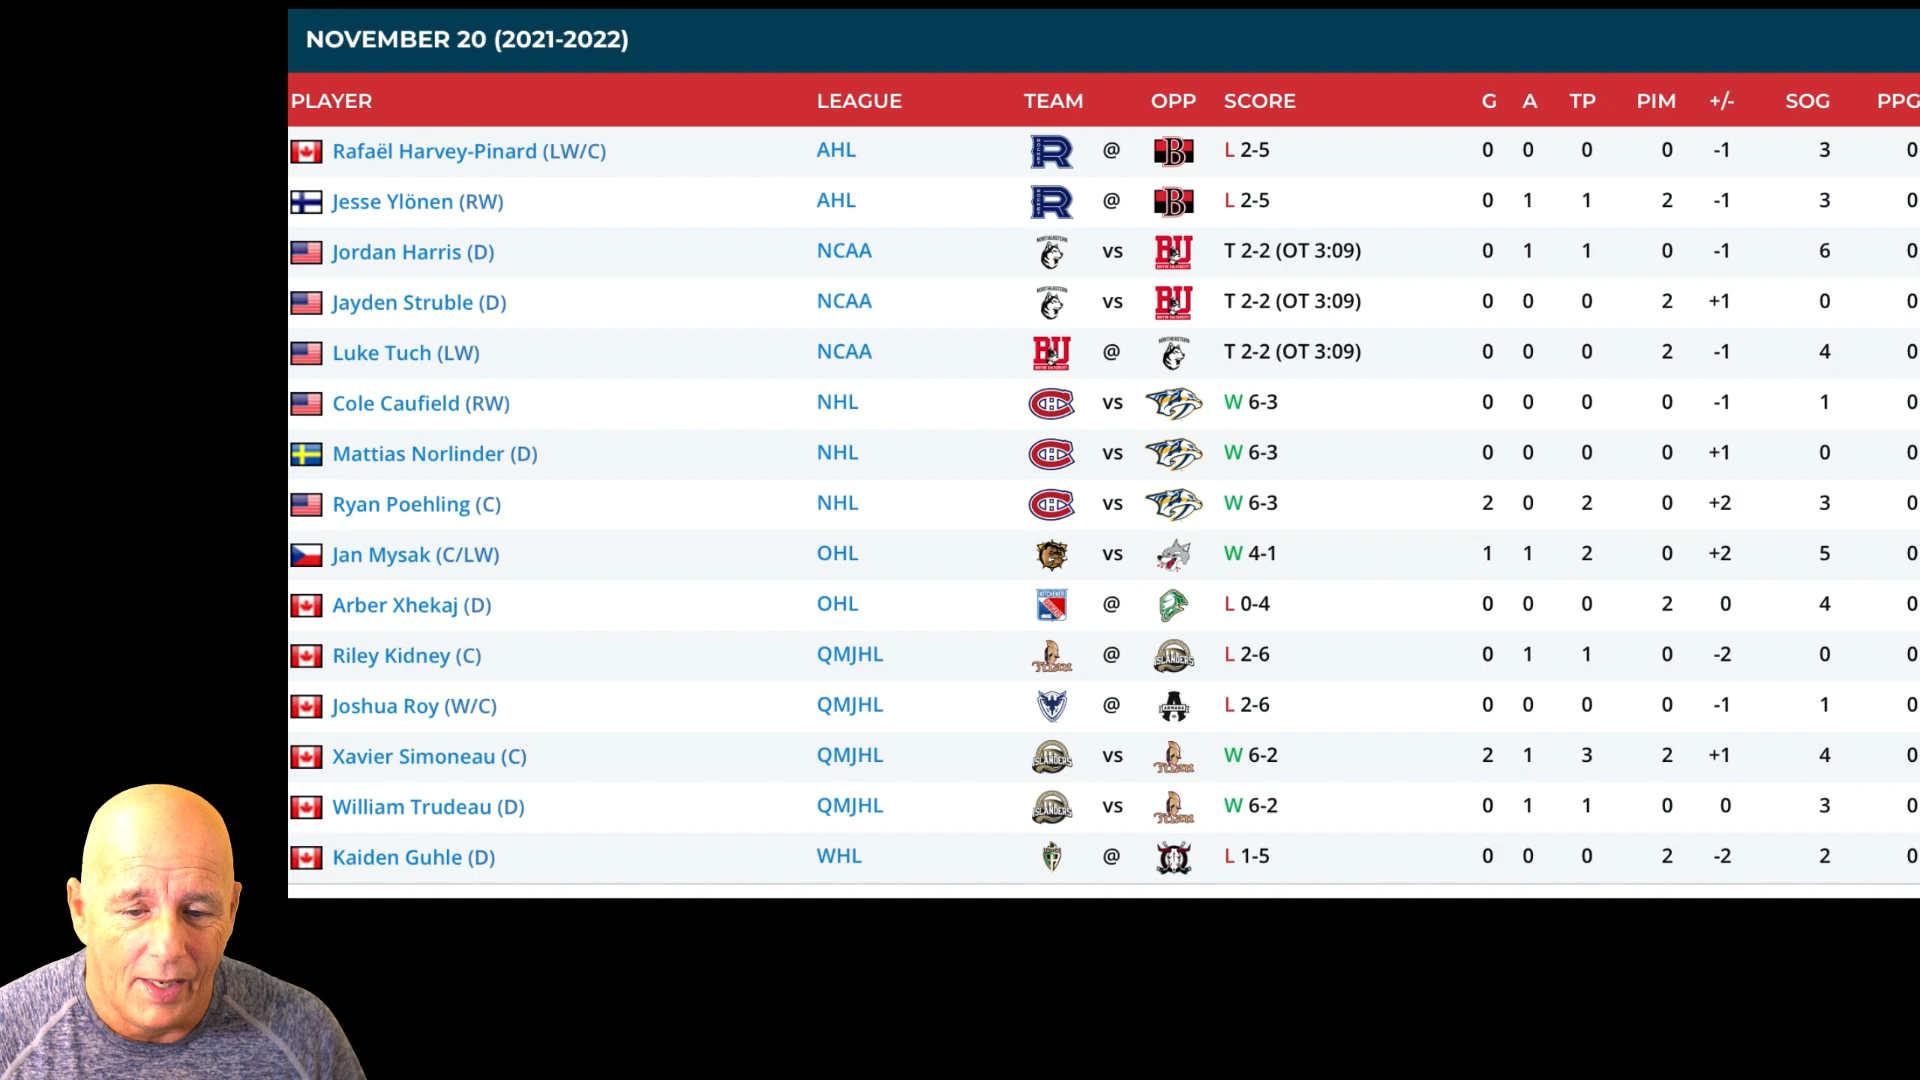 NOVEMBER 20 (2021-2022)
PLAYER LEAGUE TEAM OPP SCORE G A TP PIM +/- SOG PPG
Rafaël Harvey-Pinard (LW/C) AHL @ B L 2-5 0 0 0 0 -1 3 0
Jesse Ylönen (RW) AHL @ B L 2-5 0 1 1 2 -1 3 0
Jordan Harris (D) NCAA vs BU T 2-2 (OT 3:09) 0 1 1 0 -1 6 0
Jayden Struble (D) NCAA vs BU T 2-2 (OT 3:09) 0 0 0 2 +1 0 0
Luke Tuch (LW) NCAA BU @ T 2-2 (OT 3:09) 0 0 0 2 -1 4 0
Cole Caufield (RW) NHL vs W 6-3 0 0 0 0 -1 1 0
Mattias Norlinder (D) NHL vs W 6-3 0 0 0 0 +1 0 0
Ryan Poehling (C) NHL vs W 6-3 2 0 2 0 +2 3 0
Jan Mysak (C/LW) OHL vs W 4-1 1 1 2 0 +2 5 0
Arber Xhekaj (D) OHL @ L 0-4 0 0 0 2 0 4 0
Riley Kidney (C) QMJHL TITAN @ ISLANDERS L 2-6 0 1 1 0 -2 0 0
Joshua Roy (W/C) QMJHL @ ARMADA L 2-6 0 0 0 0 -1 1 0
Xavier Simoneau (C) QMJHL ISLANDERS vs TITAN W 6-2 2 1 3 2 +1 4 0
William Trudeau (D) QMJHL ISLANDERS vs TITAN W 6-2 0 1 1 0 0 3 0
Kaiden Guhle (D) WHL @ L 1-5 0 0 0 2 -2 2 0